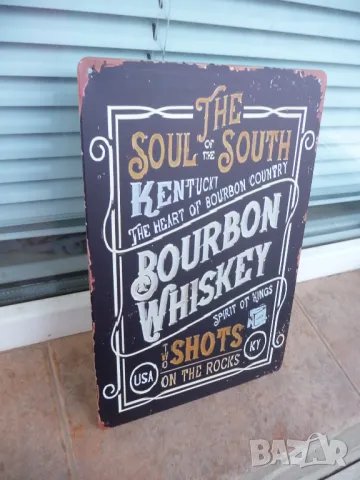 THE
SOUL OF THE SOUTH
KENTUCKY
THE HEART OF BOURBON COUNTRY
BOURBON
& WHISKEY
SPIRIT OF KINGS
TWO SHOTS
USA ON THE ROCKS KY
BAZAR